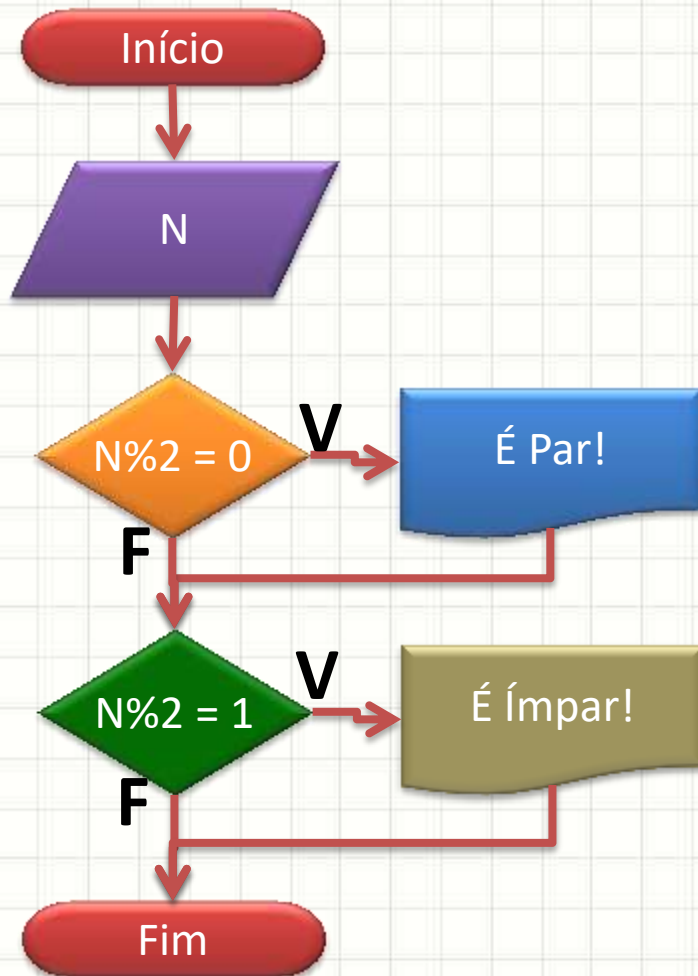 Início
N
N%2 = 0
V
É Par!
F
N%2 = 1
V
É Ímpar!
F
Fim